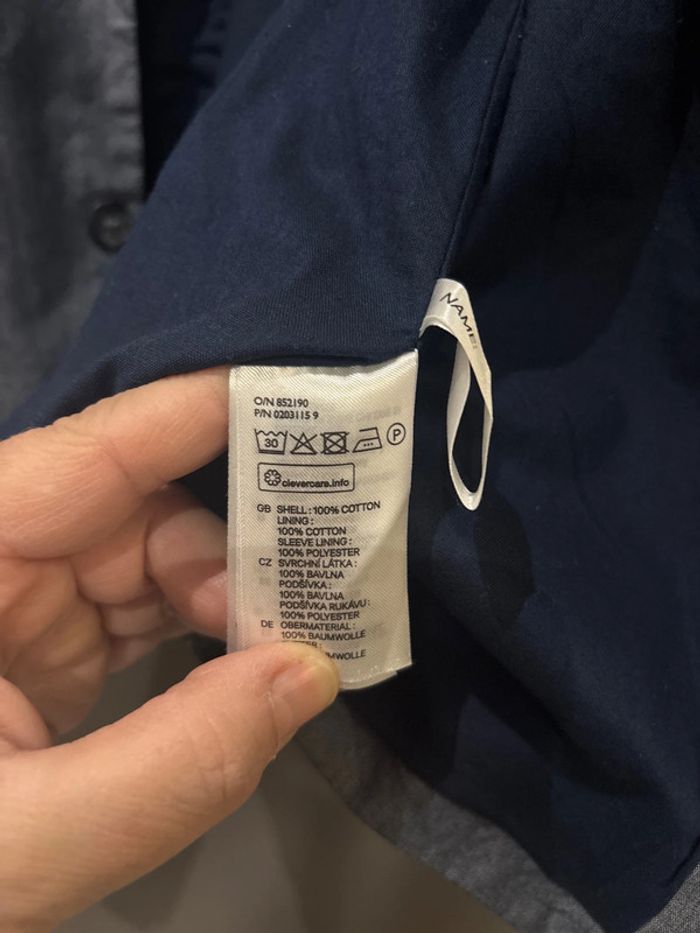 NAME:
O/N 852190
P/N 0203115 9
30 P
clevercare.info
GB SHELL : 100% COTTON
LINING :
100% COTTON
SLEEVE LINING :
100% POLYESTER
CZ SVRCHNÍ LÁTKA :
100% BAVLNA
PODŠÍVKA :
100% BAVLNA
PODŠÍVKA RUKÁVU :
100% POLYESTER
DE OBERMATERIAL :
100% BAUMWOLLE